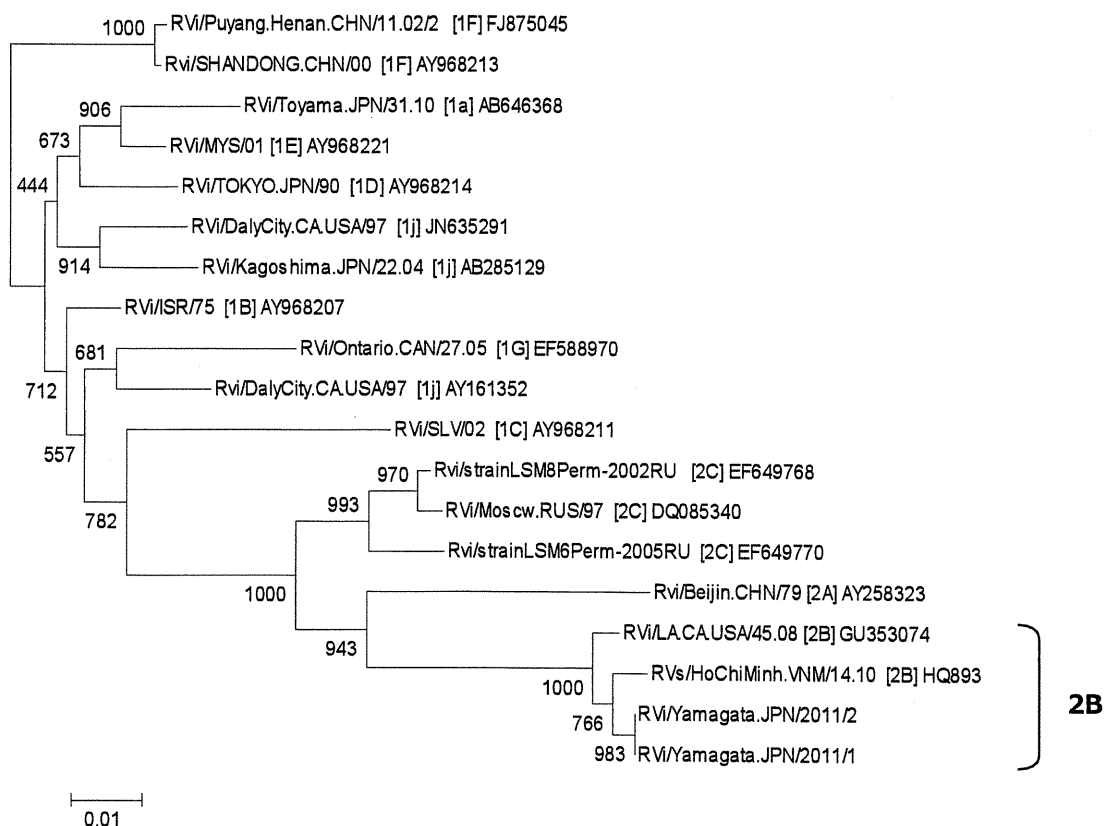 1000
RVi/Puyang.Henan.CHN/11.02/2 [1F] FJ875045
Rvi/SHANDONG.CHN/00 [1F] AY968213
906
RVi/Toyama.JPN/31.10 [1a] AB646368
673
RVi/MYS/01 [1E] AY968221
444
RVi/TOKYO.JPN/90 [1D] AY968214
RVi/DalyCity.CA.USA/97 [1j] JN635291
914
RVi/Kagoshima.JPN/22.04 [1j] AB285129
RVi/ISR/75 [1B] AY968207
681
RVi/Ontario.CAN/27.05 [1G] EF588970
712
Rvi/DalyCity.CA.USA/97 [1j] AY161352
557
RVi/SLV/02 [1C] AY968211
970
Rvi/strainLSM8Perm-2002RU [2C] EF649768
782
993
RVi/Moscw.RUS/97 [2C] DQ085340
Rvi/strainLSM6Perm-2005RU [2C] EF649770
1000
Rvi/Beijin.CHN/79 [2A] AY258323
943
RVi/LA.CA.USA/45.08 [2B] GU353074
1000
RVs/HoChiMinh.VNM/14.10 [2B] HQ893
2B
766
RVi/Yamagata.JPN/2011/2
983
RVi/Yamagata.JPN/2011/1
0.01